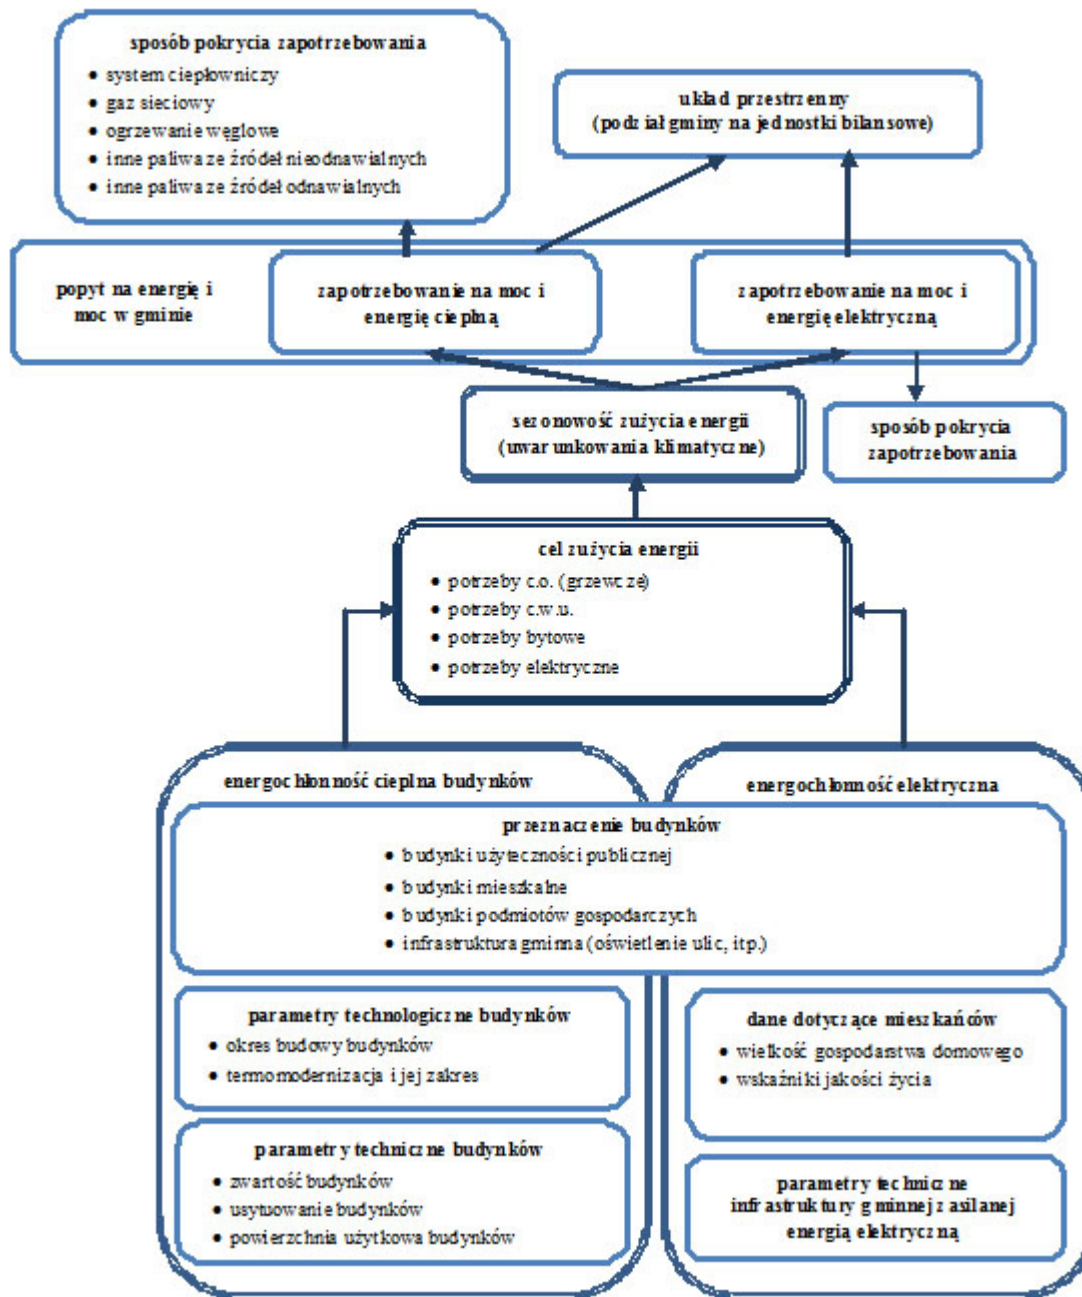 sposób pokrycia zapotrzebowania
• system ciepłowniczy
• gaz sieciowy
• ogrzewanie węglowe
• inne paliwa ze źródeł nieodnawialnych
• inne paliwa ze źródeł odnawialnych
układ przestrzenny
(podział gminy na jednostki bilansowe)
popyt na energię i
moc w gminie
zapotrzebowanie na moc i
energię cieplną
zapotrzebowanie na moc i
energię elektryczną
sezonowość zużycia energii
(uwarunkowania klimatyczne)
sposób pokrycia
zapotrzebowania
cel zużycia energii
• potrzeby c.o. (grzewcze)
• potrzeby c.w.u.
• potrzeby bytowe
• potrzeby elektryczne
energochłonność cieplna budynków
energochłonność elektryczna
przeznaczenie budynków
• budynki użyteczności publicznej
• budynki mieszkalne
• budynki podmiotów gospodarczych
• infrastruktura gminna (oświetlenie ulic, itp.)
parametry technologiczne budynków
• okres budowy budynków
• termomodernizacja i jej zakres
dane dotyczące mieszkańców
• wielkość gospodarstwa domowego
• wskaźniki jakości życia
parametry techniczne budynków
• zwartość budynków
• usytuowanie budynków
• powierzchnia użytkowa budynków
parametry techniczne
infrastruktury gminnej zasilanej
energią elektryczną